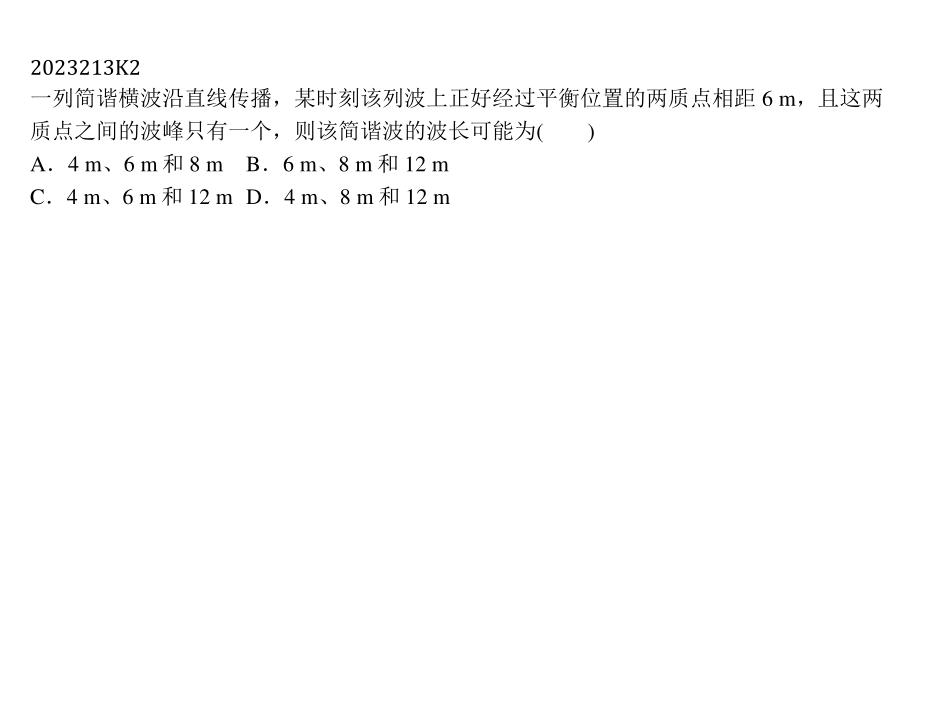 2023213K2
一列简谐横波沿直线传播，某时刻该列波上正好经过平衡位置的两质点相距 6 m，且这两
质点之间的波峰只有一个，则该简谐波的波长可能为(　　)
A．4 m、6 m 和 8 m　B．6 m、8 m 和 12 m
C．4 m、6 m 和 12 m  D．4 m、8 m 和 12 m